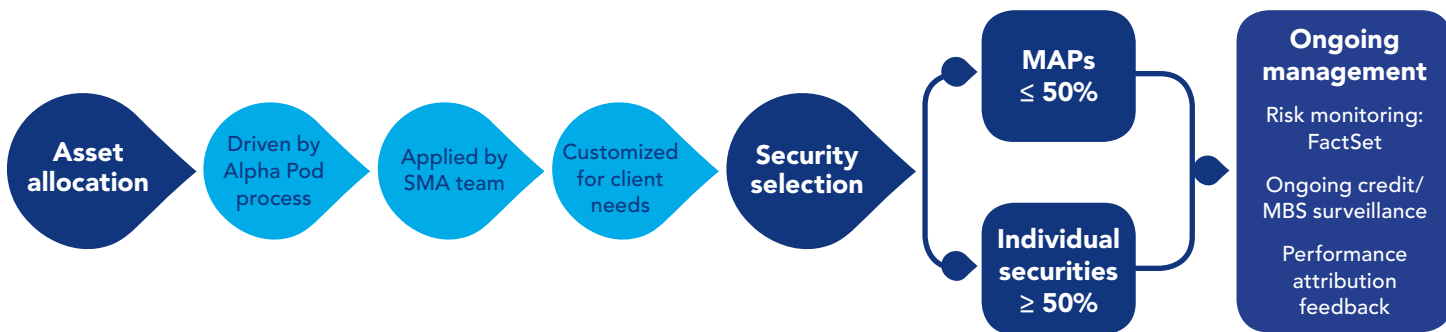 Asset
allocation
Driven by
Alpha Pod
process
Applied by
SMA team
Customized
for client
needs
Security
selection
MAPs
≤ 50%
Individual
securities
≥ 50%
Ongoing
management
Risk monitoring:
FactSet
Ongoing credit/
MBS surveillance
Performance
attribution
feedback